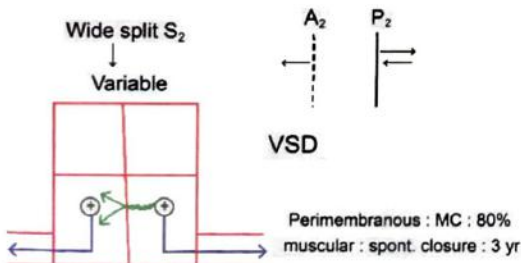 Wide split S₂
Variable
A₂ P₂
VSD
+ +
Perimembranous : MC : 80%
muscular : spont. closure : 3 yr